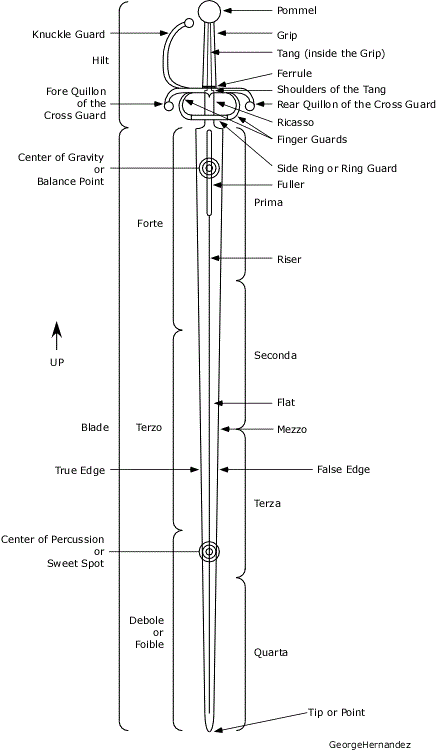 Pommel
Knuckle Guard
Grip
Tang (inside the Grip)
Hilt
Ferrule
Shoulders of the Tang
Fore Quillon
of the
Cross Guard
Rear Quillon of the Cross Guard
Ricasso
Finger Guards
Center of Gravity
or
Balance Point
Side Ring or Ring Guard
Fuller
Prima
Forte
Riser
Seconda
UP
Flat
Blade
Terzo
Mezzo
True Edge
False Edge
Terza
Center of Percussion
or
Sweet Spot
Debole
or
Foible
Quarta
Tip or Point
GeorgeHernandez